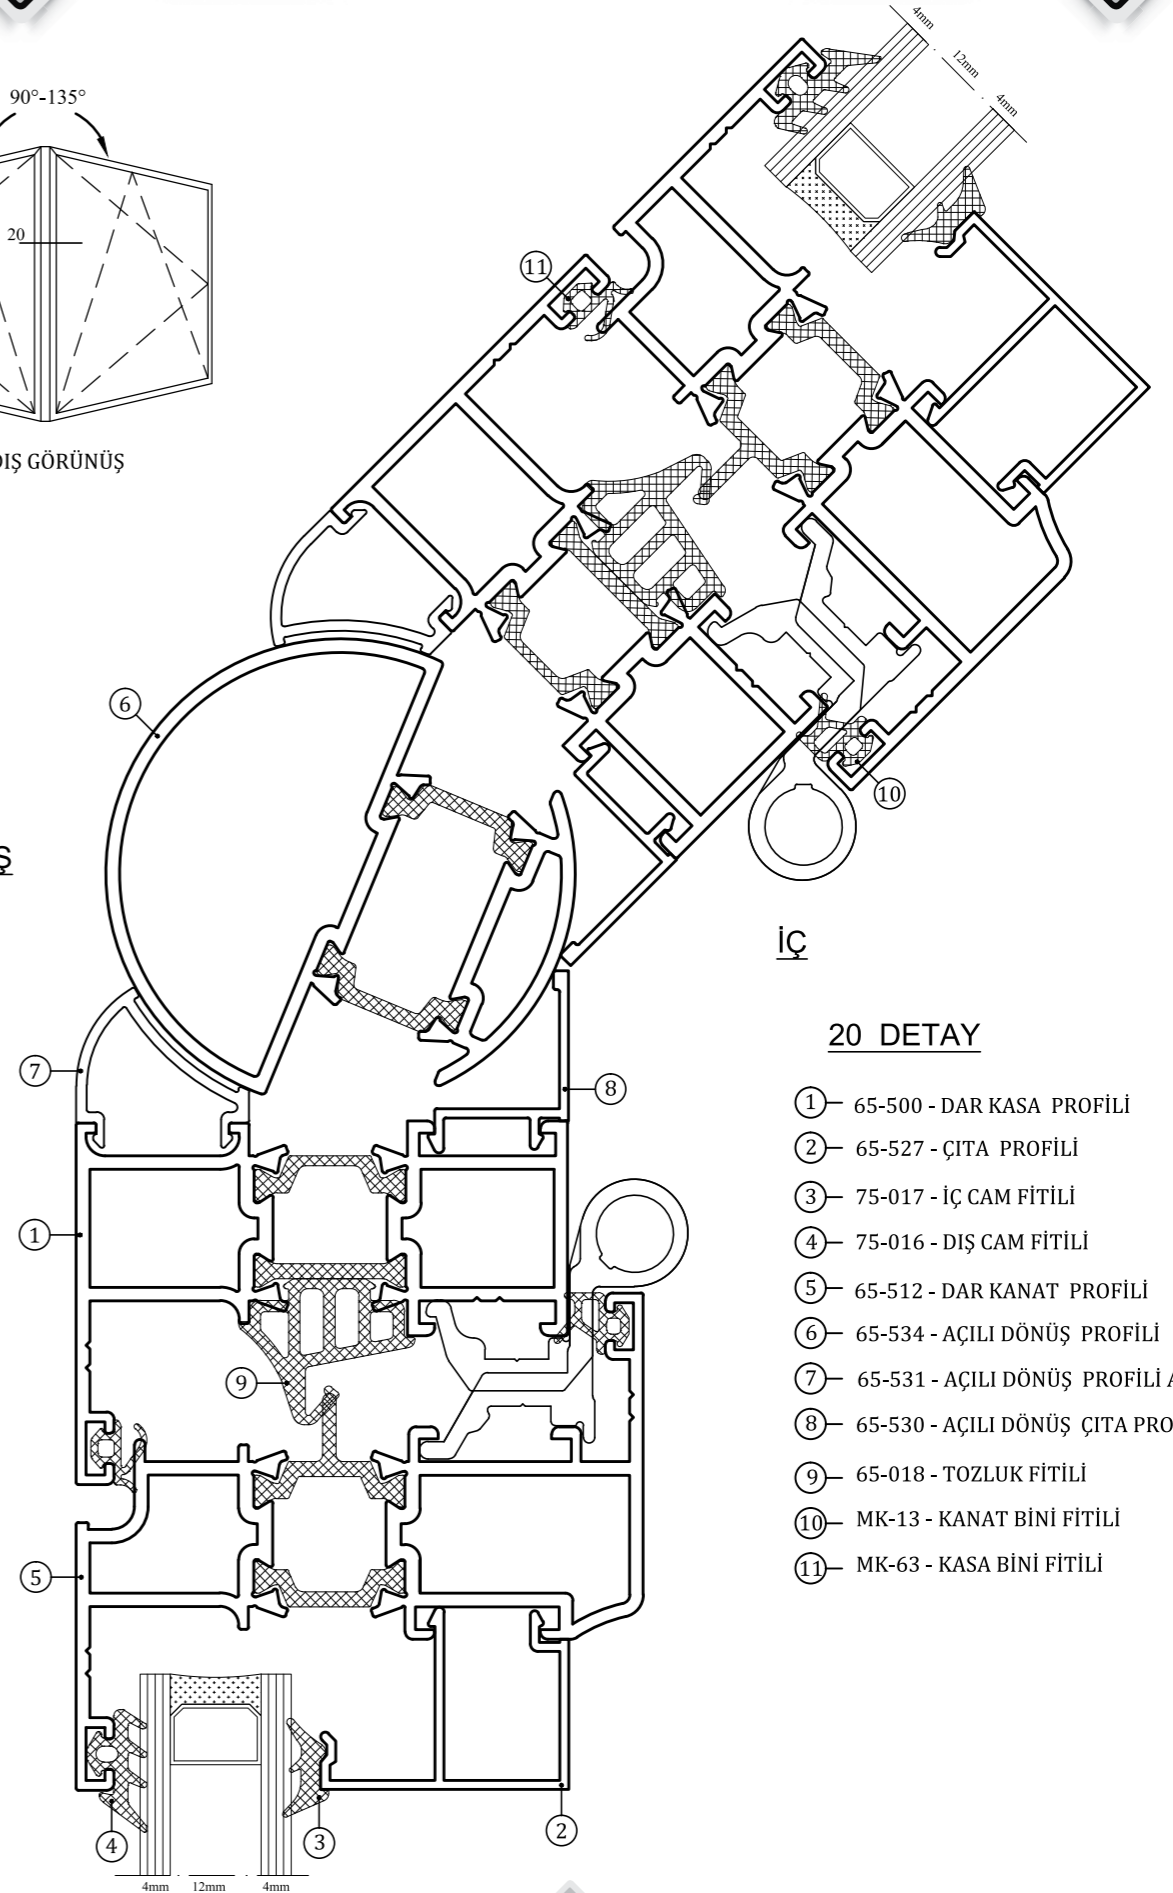 4mm
12mm
4mm
90°-135°
20
DIŞ GÖRÜNÜŞ
11
6
10
Ş
İÇ
20 DETAY
7
8
1 65-500 - DAR KASA PROFİLİ
2 65-527 - ÇITA PROFİLİ
3 75-017 - İÇ CAM FİTİLİ
1
4 75-016 - DIŞ CAM FİTİLİ
5 65-512 - DAR KANAT PROFİLİ
6 65-534 - AÇILI DÖNÜŞ PROFİLİ
7 65-531 - AÇILI DÖNÜŞ PROFİLİ A
9
8 65-530 - AÇILI DÖNÜŞ ÇITA PRO
9 65-018 - TOZLUK FİTİLİ
10 MK-13 - KANAT BİNİ FİTİLİ
11 MK-63 - KASA BİNİ FİTİLİ
5
4
3
2
4mm 12mm 4mm